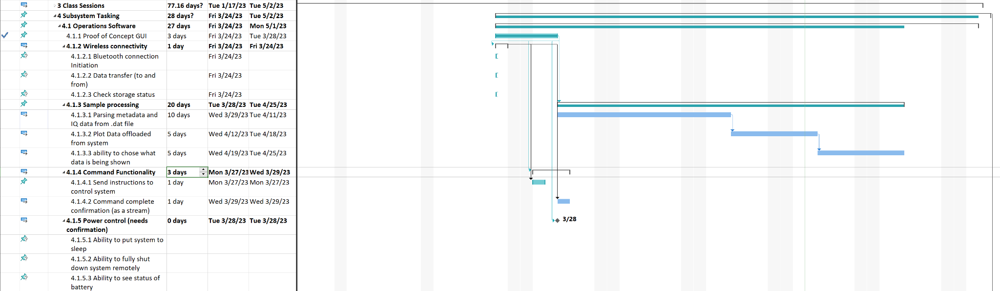 3 Class Sessions 77.16 days? Tue 1/17/23 Tue 5/2/23
4 Subsystem Tasking 28 days? Fri 3/24/23 Tue 5/2/23
4.1 Operations Software 27 days Fri 3/24/23 Mon 5/1/23
4.1.1 Proof of Concept GUI 3 days Fri 3/24/23 Tue 3/28/23
4.1.2 Wireless connectivity 1 day Fri 3/24/23 Fri 3/24/23
4.1.2.1 Bluetooth connection Fri 3/24/23
Initiation
4.1.2.2 Data transfer (to and Fri 3/24/23
from)
4.1.2.3 Check storage status Fri 3/24/23
4.1.3 Sample processing 20 days Tue 3/28/23 Tue 4/25/23
4.1.3.1 Parsing metadata and 10 days Wed 3/29/23 Tue 4/11/23
IQ data from .dat file
4.1.3.2 Plot Data offloaded 5 days Wed 4/12/23 Tue 4/18/23
from system
4.1.3.3 ability to chose what 5 days Wed 4/19/23 Tue 4/25/23
data is being shown
4.1.4 Command Functionality 3 days Mon 3/27/23 Wed 3/29/23
4.1.4.1 Send instructions to 1 day Mon 3/27/23 Mon 3/27/23
control system
4.1.4.2 Command complete 1 day Wed 3/29/23 Wed 3/29/23
confirmation (as a stream)
4.1.5 Power control (needs 0 days Tue 3/28/23 Tue 3/28/23 3/28
confirmation)
4.1.5.1 Ability to put system to
sleep
4.1.5.2 Ability to fully shut
down system remotely
4.1.5.3 Ability to see status of
battery